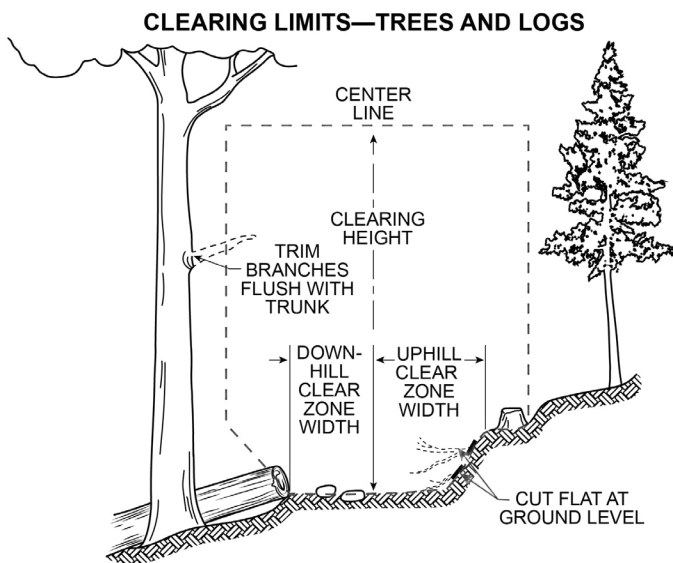 CLEARING LIMITS—TREES AND LOGS
CENTER
LINE
CLEARING
HEIGHT
TRIM
BRANCHES
FLUSH WITH
TRUNK
DOWN-
HILL
CLEAR
ZONE
WIDTH
UPHILL
CLEAR
ZONE
WIDTH
CUT FLAT AT
GROUND LEVEL